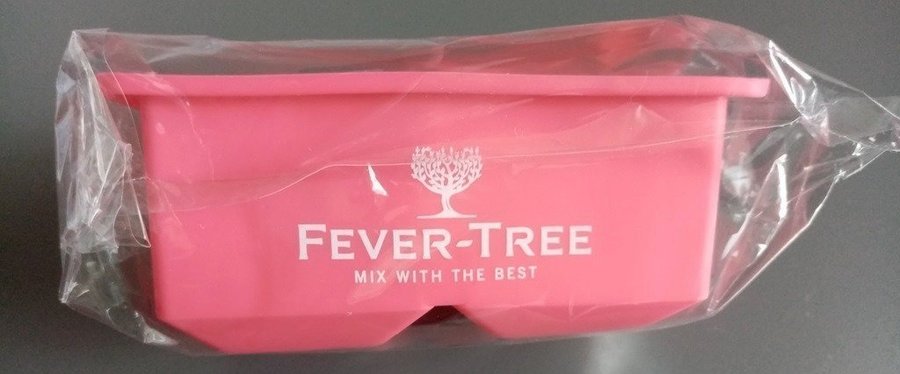 FEVER-TREE
MIX WITH THE BEST